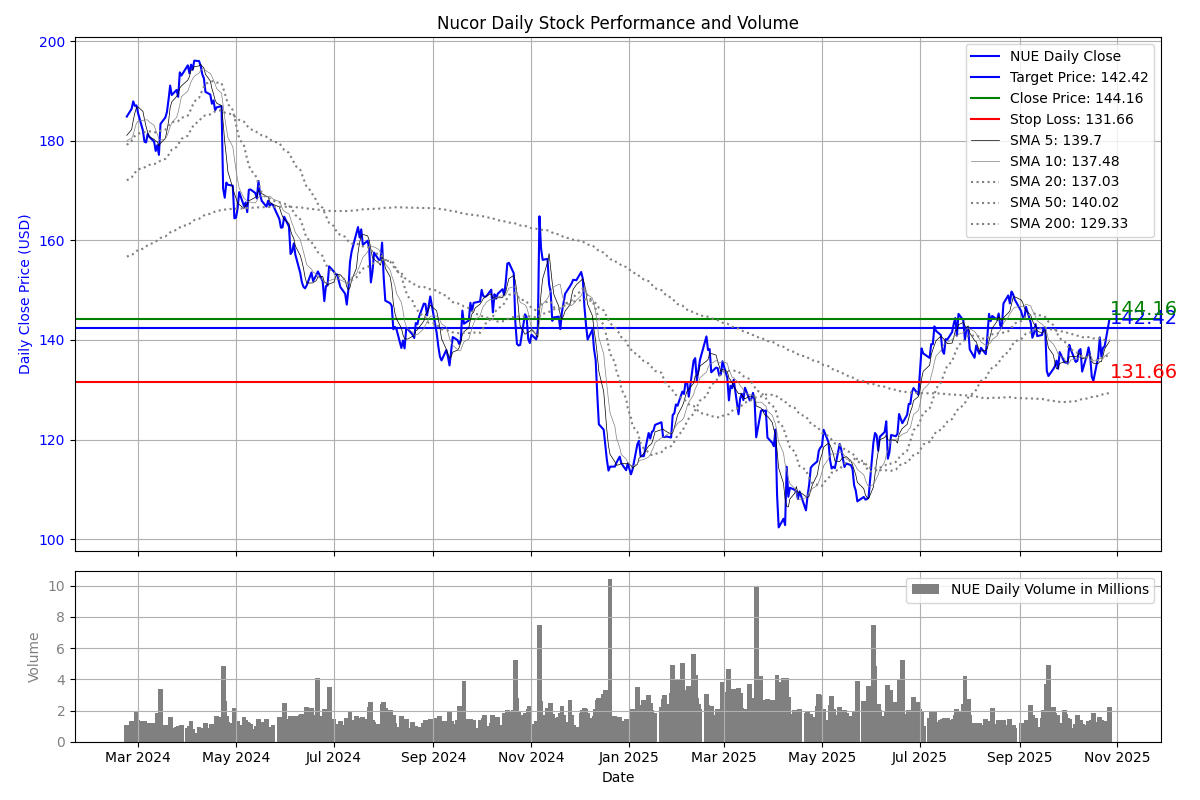 Nucor Daily Stock Performance and Volume
200
180
160
140
120
100
Daily Close Price (USD)
NUE Daily Close
Target Price: 142.42
Close Price: 144.16
Stop Loss: 131.66
SMA 5: 139.7
SMA 10: 137.48
SMA 20: 137.03
SMA 50: 140.02
SMA 200: 129.33
144.16
142.42
131.66
10
8
6
4
2
0
Volume
NUE Daily Volume in Millions
Mar 2024 May 2024 Jul 2024 Sep 2024 Nov 2024 Jan 2025 Mar 2025 May 2025 Jul 2025 Sep 2025 Nov 2025
Date